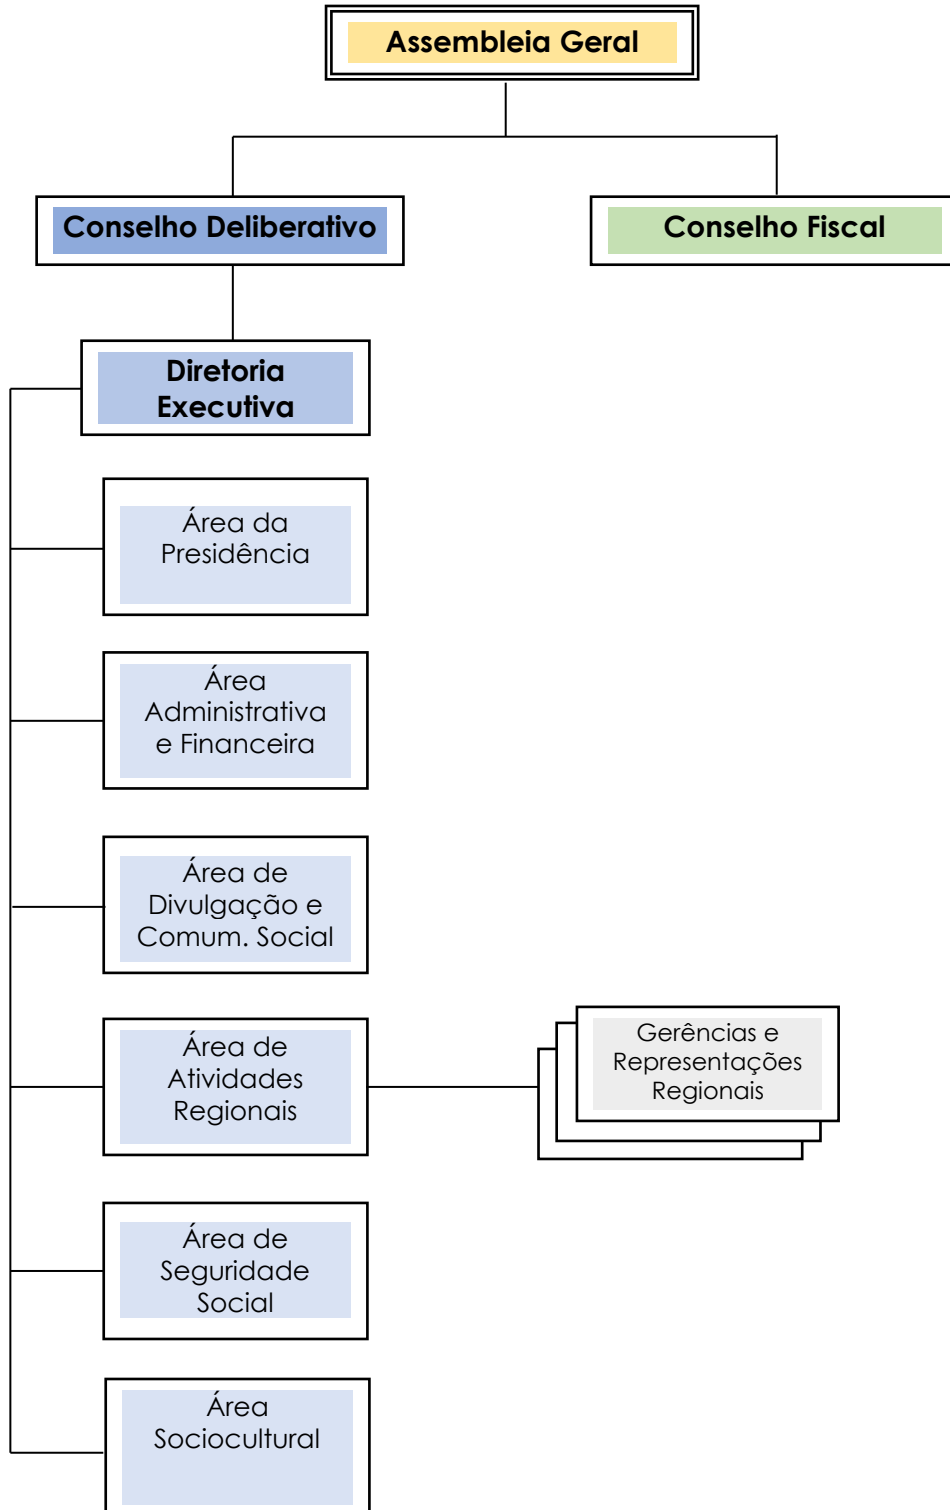 Assembleia Geral
Conselho Deliberativo
Conselho Fiscal
Diretoria
Executiva
Área da
Presidência
Área
Administrativa
e Financeira
Área de
Divulgação e
Comum. Social
Área de
Atividades
Regionais
Gerências e
Representações
Regionais
Área de
Seguridade
Social
Área
Sociocultural